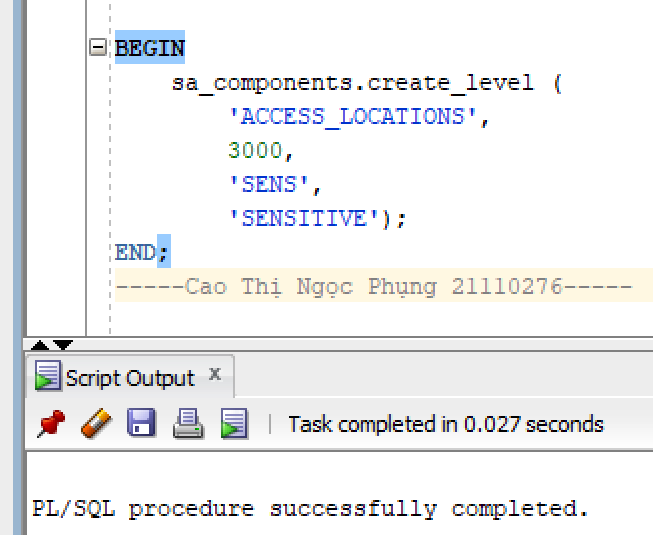 BEGIN
sa_components.create_level (
'ACCESS_LOCATIONS',
3000,
'SENS',
'SENSITIVE');
END;
-----Cao Thị Ngọc Phụng 21110276-----
Script Output x
Task completed in 0.027 seconds
PL/SQL procedure successfully completed.